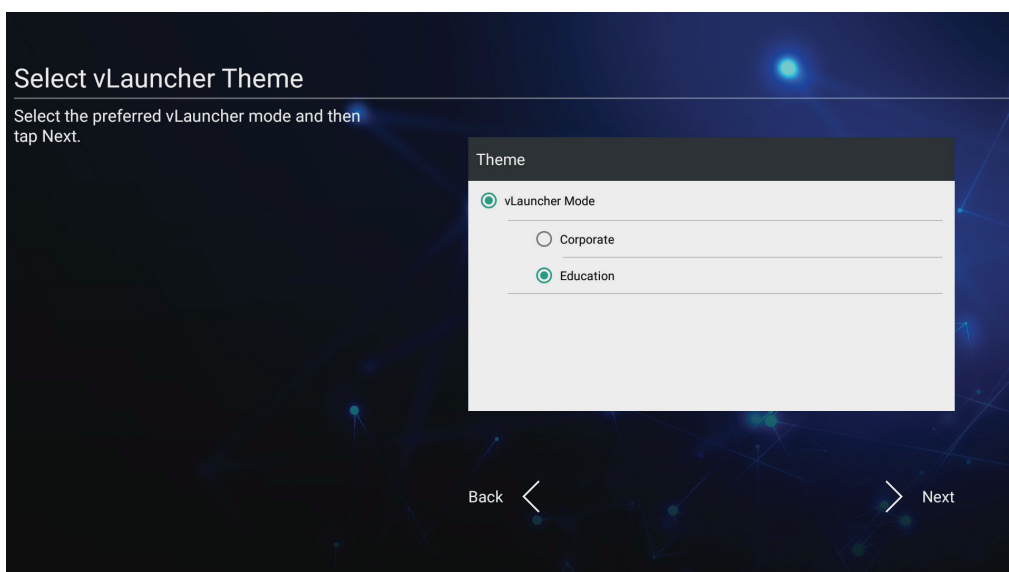 Select vLauncher Theme
Select the preferred vLauncher mode and then
tap Next.
Theme
vLauncher Mode
Corporate
Education
Back
Next